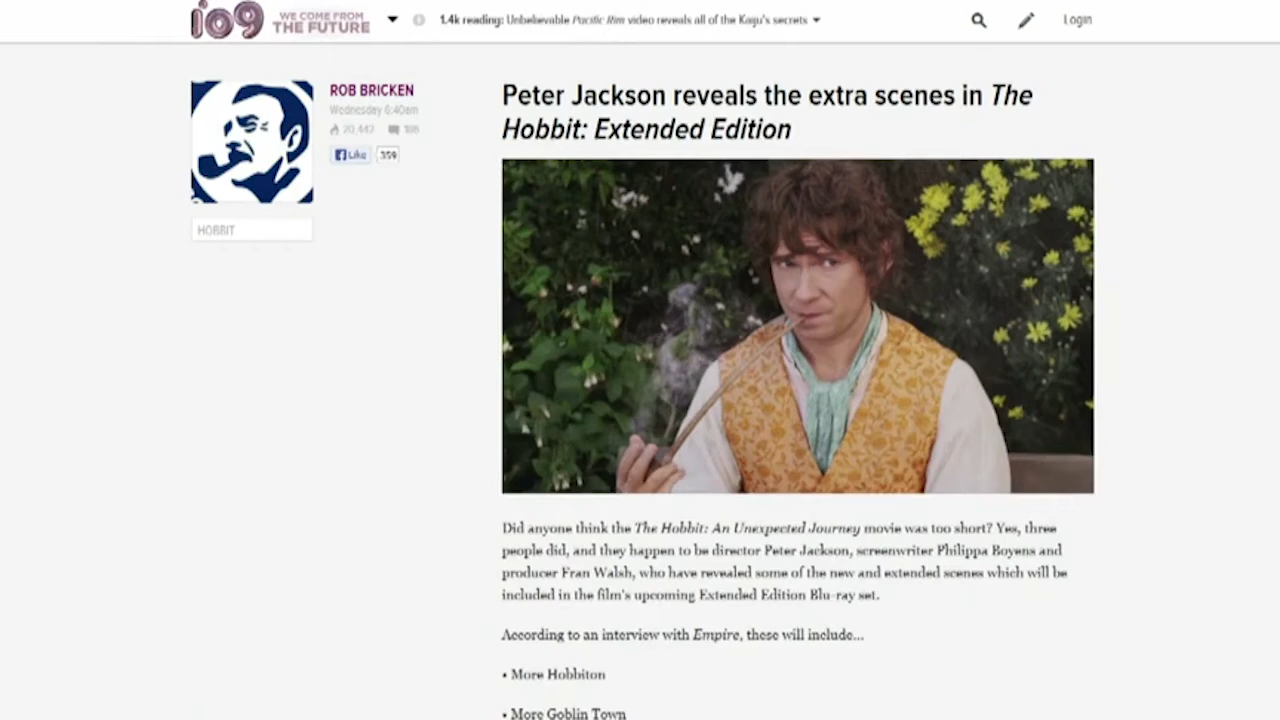 io9 WE COME FROM THE FUTURE
1.4k reading: Unbelievable Pacific Rim video reveals all of the Kaiju's secrets
Login
ROB BRICKEN
Wednesday 6:40am
20,447 186
Like 359
HOBBIT
Peter Jackson reveals the extra scenes in The
Hobbit: Extended Edition
Did anyone think the The Hobbit: An Unexpected Journey movie was too short? Yes, three
people did, and they happen to be director Peter Jackson, screenwriter Philippa Boyens and
producer Fran Walsh, who have revealed some of the new and extended scenes which will be
included in the film's upcoming Extended Edition Blu-ray set.
According to an interview with Empire, these will include...
• More Hobbiton
• More Goblin Town